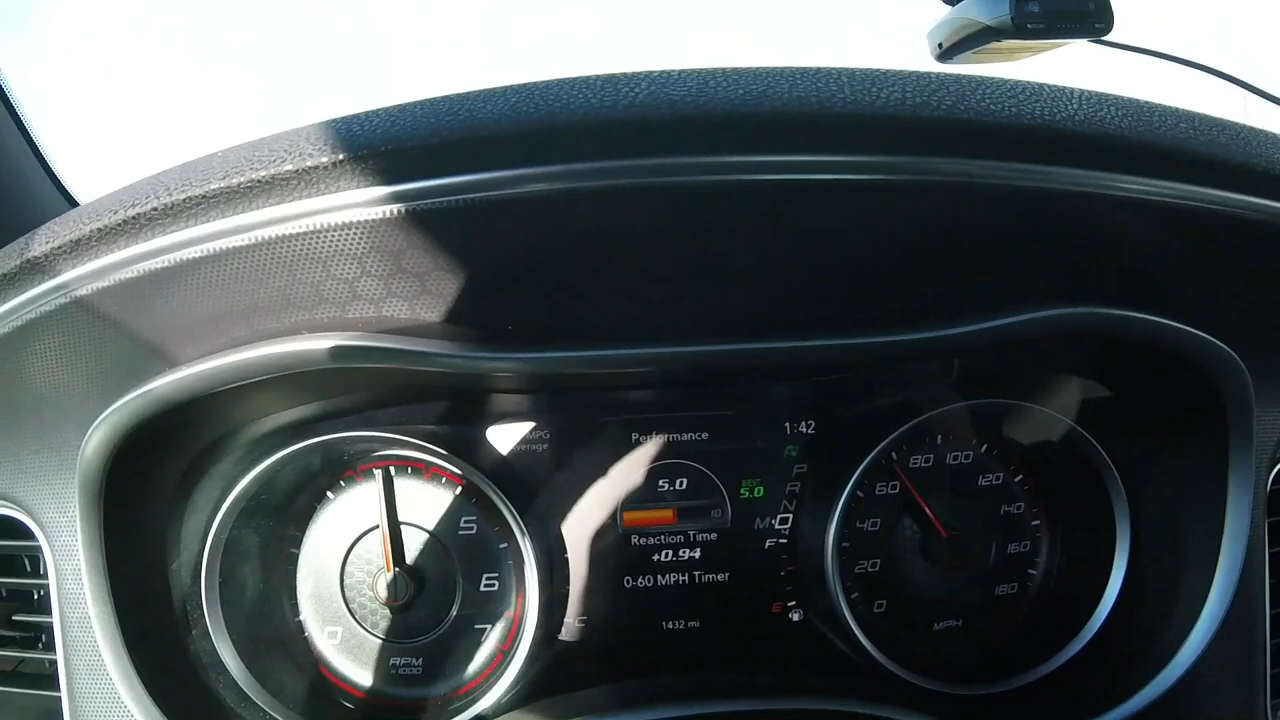 MPG
Performance
1:42
5.0
BEST
5.0
10
P
A
N
M
Reaction Time
+0.94
0-60 MPH Timer
1432 mi
F
E
C
0
5
6
7
RPM
x1000
0
20
40
60
80
100
120
140
160
180
MPH